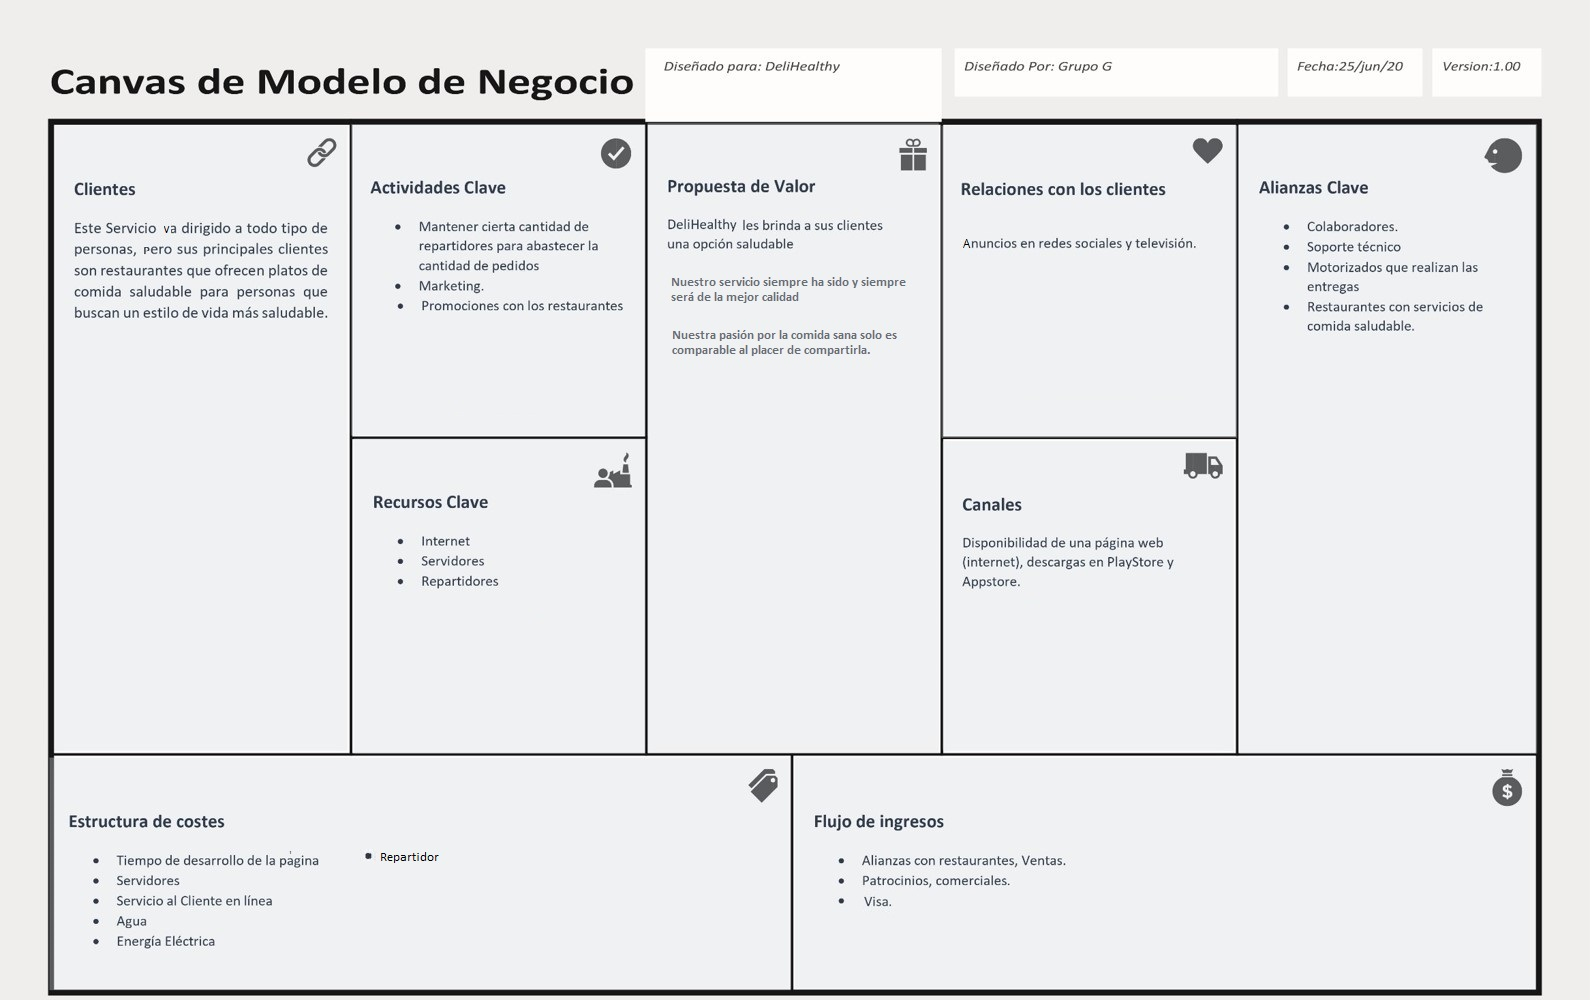 Canvas de Modelo de Negocio
Diseñado para: DeliHealthy
Diseñado Por: Grupo G
Fecha:25/jun/20
Version:1.00
Clientes
Este Servicio va dirigido a todo tipo de
personas, Pero sus principales clientes
son restaurantes que ofrecen platos de
comida saludable para personas que
buscan un estilo de vida más saludable.
Actividades Clave
• Mantener cierta cantidad de
repartidores para abastecer la
cantidad de pedidos
• Marketing.
• Promociones con los restaurantes
Recursos Clave
• Internet
• Servidores
• Repartidores
Propuesta de Valor
DeliHealthy les brinda a sus clientes
una opción saludable
Nuestro servicio siempre ha sido y siempre
será de la mejor calidad
Nuestra pasión por la comida sana solo es
comparable al placer de compartirla.
Relaciones con los clientes
Anuncios en redes sociales y televisión.
Canales
Disponibilidad de una página web
(internet), descargas en PlayStore y
Appstore.
Alianzas Clave
• Colaboradores.
• Soporte técnico
• Motorizados que realizan las
entregas
• Restaurantes con servicios de
comida saludable.
Estructura de costes
• Tiempo de desarrollo de la página
• Servidores
• Servicio al Cliente en línea
• Agua
• Energía Eléctrica
• Repartidor
Flujo de ingresos
• Alianzas con restaurantes, Ventas.
• Patrocinios, comerciales.
• Visa.
$